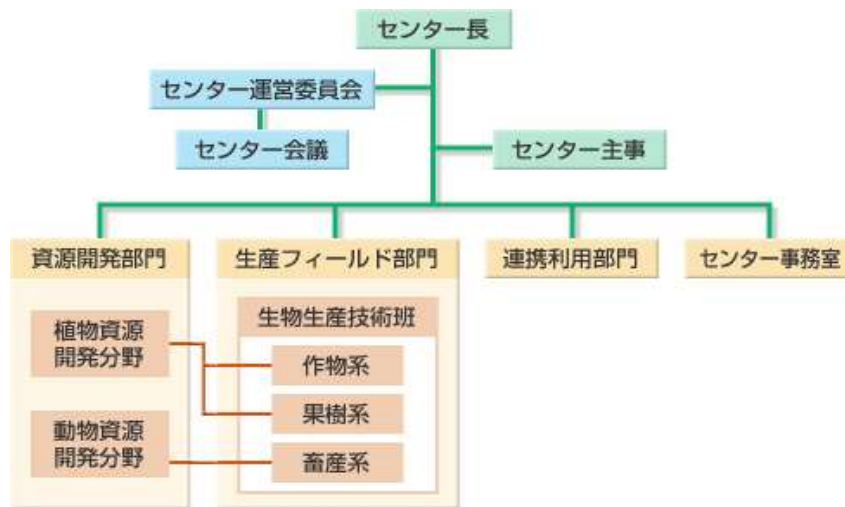 センター長
センター運営委員会
センター会議
センター主事
資源開発部門
生産フィールド部門
連携利用部門
センター事務室
植物資源
開発分野
動物資源
開発分野
生物生産技術班
作物系
果樹系
畜産系